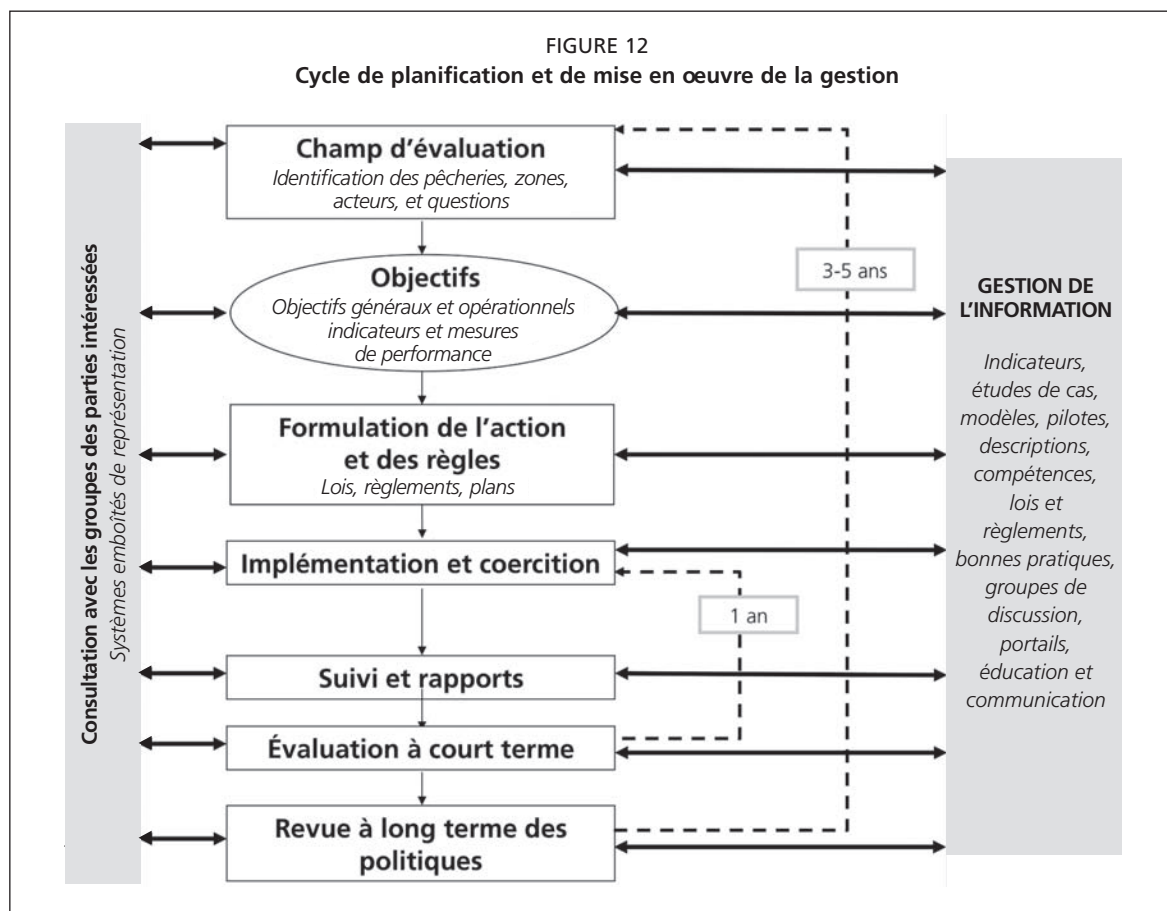 FIGURE 12
Cycle de planification et de mise en œuvre de la gestion
Consultation avec les groupes des parties intéressées
Systèmes emboîtés de représentation
Champ d'évaluation
Identification des pêcheries, zones,
acteurs, et questions
Objectifs
Objectifs généraux et opérationnels
indicateurs et mesures
de performance
Formulation de l'action
et des règles
Lois, règlements, plans
Implémentation et coercition
Suivi et rapports
Évaluation à court terme
Revue à long terme des
politiques
3-5 ans
1 an
GESTION DE
L'INFORMATION
Indicateurs,
études de cas,
modèles, pilotes,
descriptions,
compétences,
lois et
règlements,
bonnes pratiques,
groupes de
discussion,
portails,
éducation et
communication